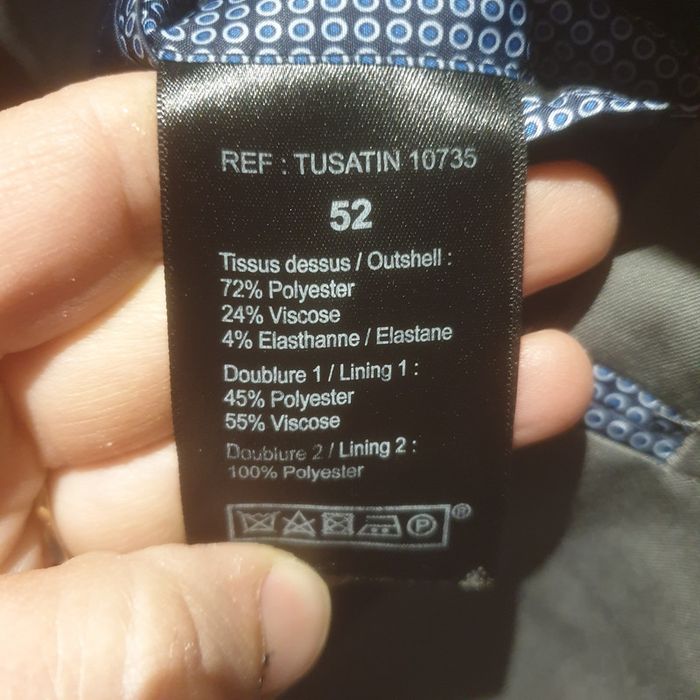 REF : TUSATIN 10735
52
Tissus dessus / Outshell :
72% Polyester
24% Viscose
4% Elasthanne / Elastane
Doublure 1 / Lining 1 :
45% Polyester
55% Viscose
Doublure 2 / Lining 2 :
100% Polyester
P ®